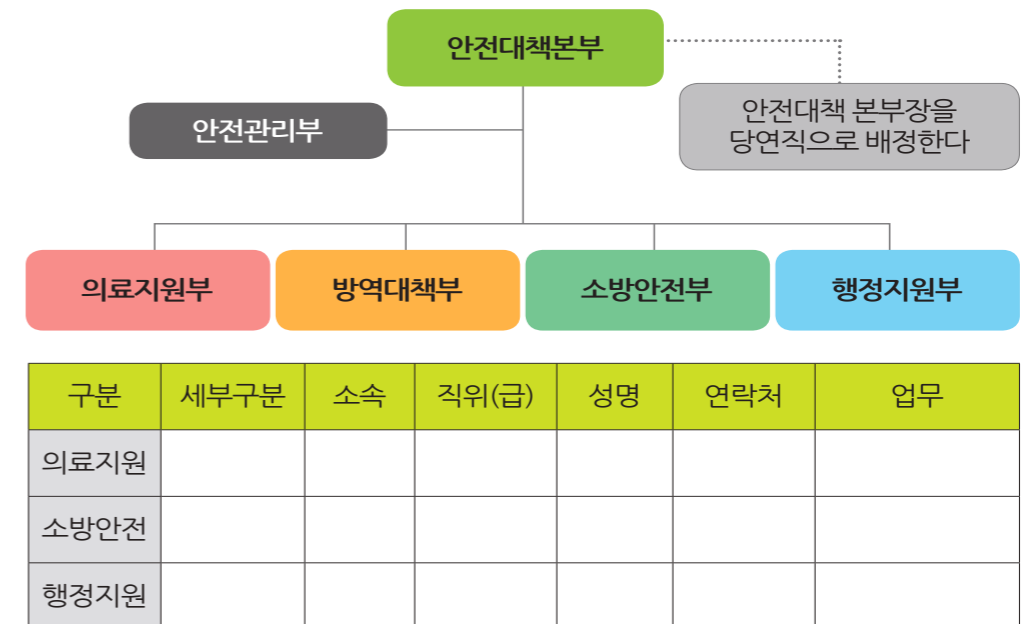 안전대책본부
안전관리부
안전대책 본부장을
당연직으로 배정한다
의료지원부 방역대책부 소방안전부 행정지원부
구분 세부구분 소속 직위(급) 성명 연락처 업무
의료지원
소방안전
행정지원